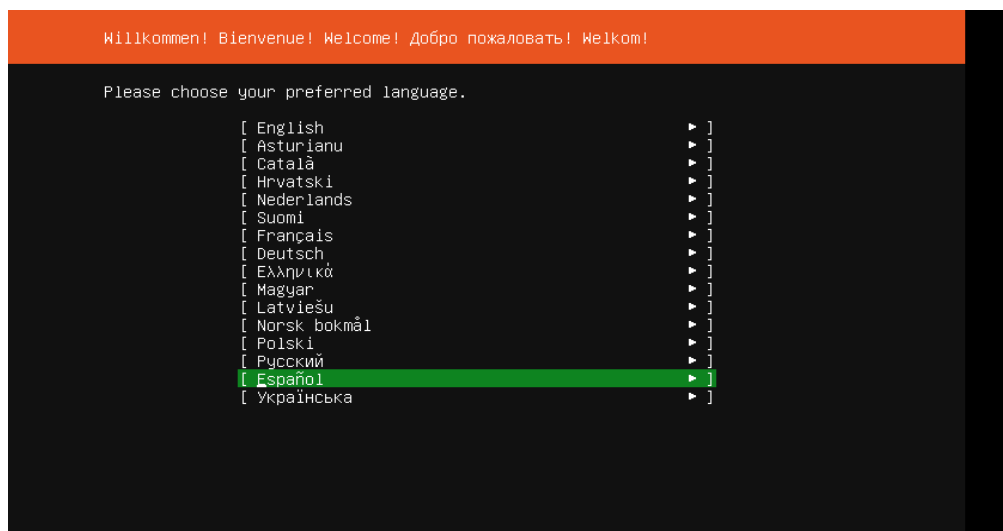 Willkommen! Bienvenue! Welcome! Добро пожаловать! Welkom!
Please choose your preferred language.
[ English ► ]
[ Asturianu ► ]
[ Català ► ]
[ Hrvatski ► ]
[ Nederlands ► ]
[ Suomi ► ]
[ Français ► ]
[ Deutsch ► ]
[ Ελληνικά ► ]
[ Magyar ► ]
[ Latviešu ► ]
[ Norsk bokmål ► ]
[ Polski ► ]
[ Русский ► ]
[ Español ► ]
[ Українська ► ]